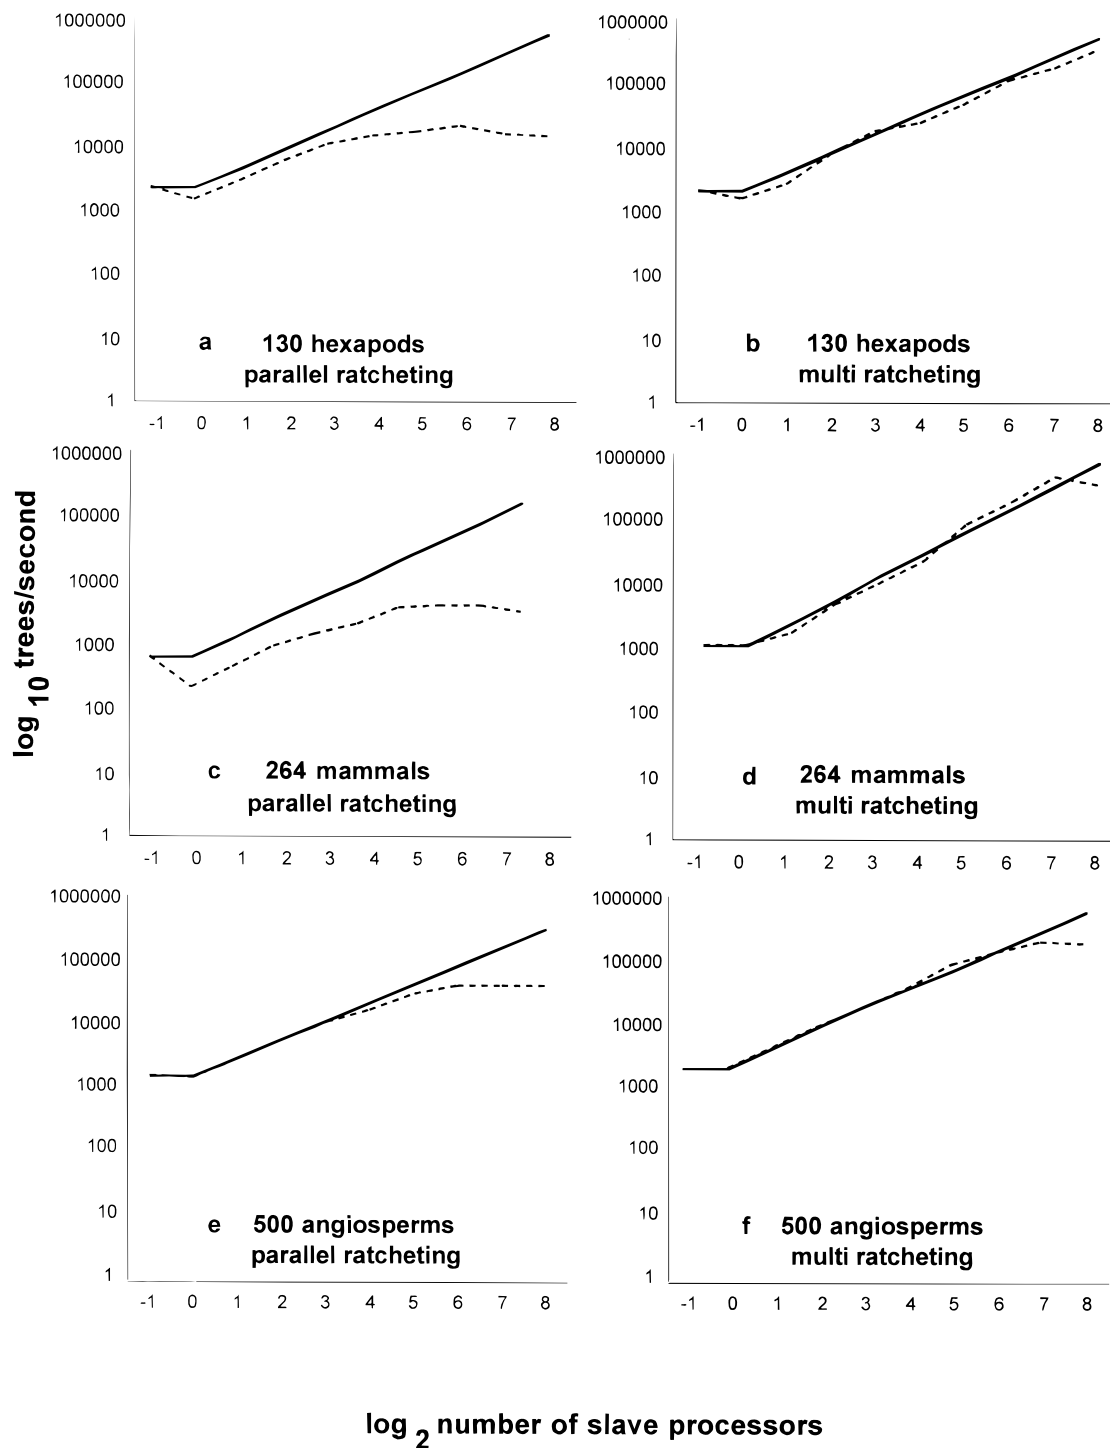 1000000
100000
10000
1000
100
10
1
a 130 hexapods
parallel ratcheting
-1 0 1 2 3 4 5 6 7 8
1000000
100000
10000
1000
100
10
1
b 130 hexapods
multi ratcheting
-1 0 1 2 3 4 5 6 7 8
log 10 trees/second
1000000
100000
10000
1000
100
10
1
c 264 mammals
parallel ratcheting
-1 0 1 2 3 4 5 6 7 8
1000000
100000
10000
1000
100
10
1
d 264 mammals
multi ratcheting
-1 0 1 2 3 4 5 6 7 8
1000000
100000
10000
1000
100
10
1
e 500 angiosperms
parallel ratcheting
-1 0 1 2 3 4 5 6 7 8
1000000
100000
10000
1000
100
10
1
f 500 angiosperms
multi ratcheting
-1 0 1 2 3 4 5 6 7 8
log 2 number of slave processors